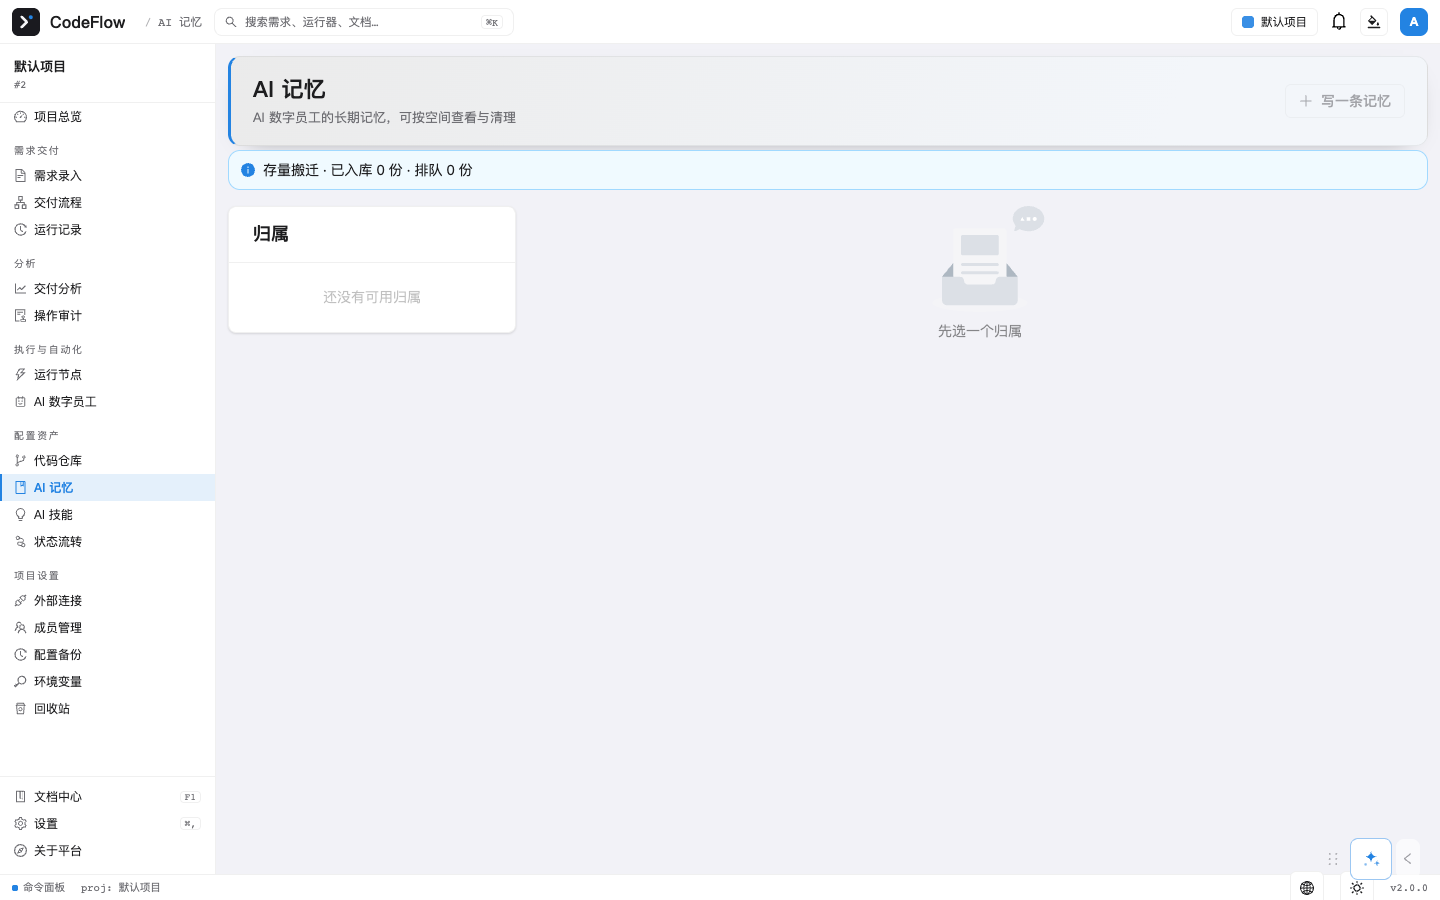 CodeFlow
/ AI 记忆
搜索需求、运行器、文档...
⌘K
默认项目
A
默认项目
#2
项目总览
需求交付
需求录入
交付流程
运行记录
分析
交付分析
操作审计
执行与自动化
运行节点
AI 数字员工
配置资产
代码仓库
AI 记忆
AI 技能
状态流转
项目设置
外部连接
成员管理
配置备份
环境变量
回收站
文档中心
F1
设置
⌘,
关于平台
AI 记忆
AI 数字员工的长期记忆，可按空间查看与清理
写一条记忆
存量搬迁 · 已入库 0 份 · 排队 0 份
归属
还没有可用归属
先选一个归属
命令面板
proj: 默认项目
v2.0.0